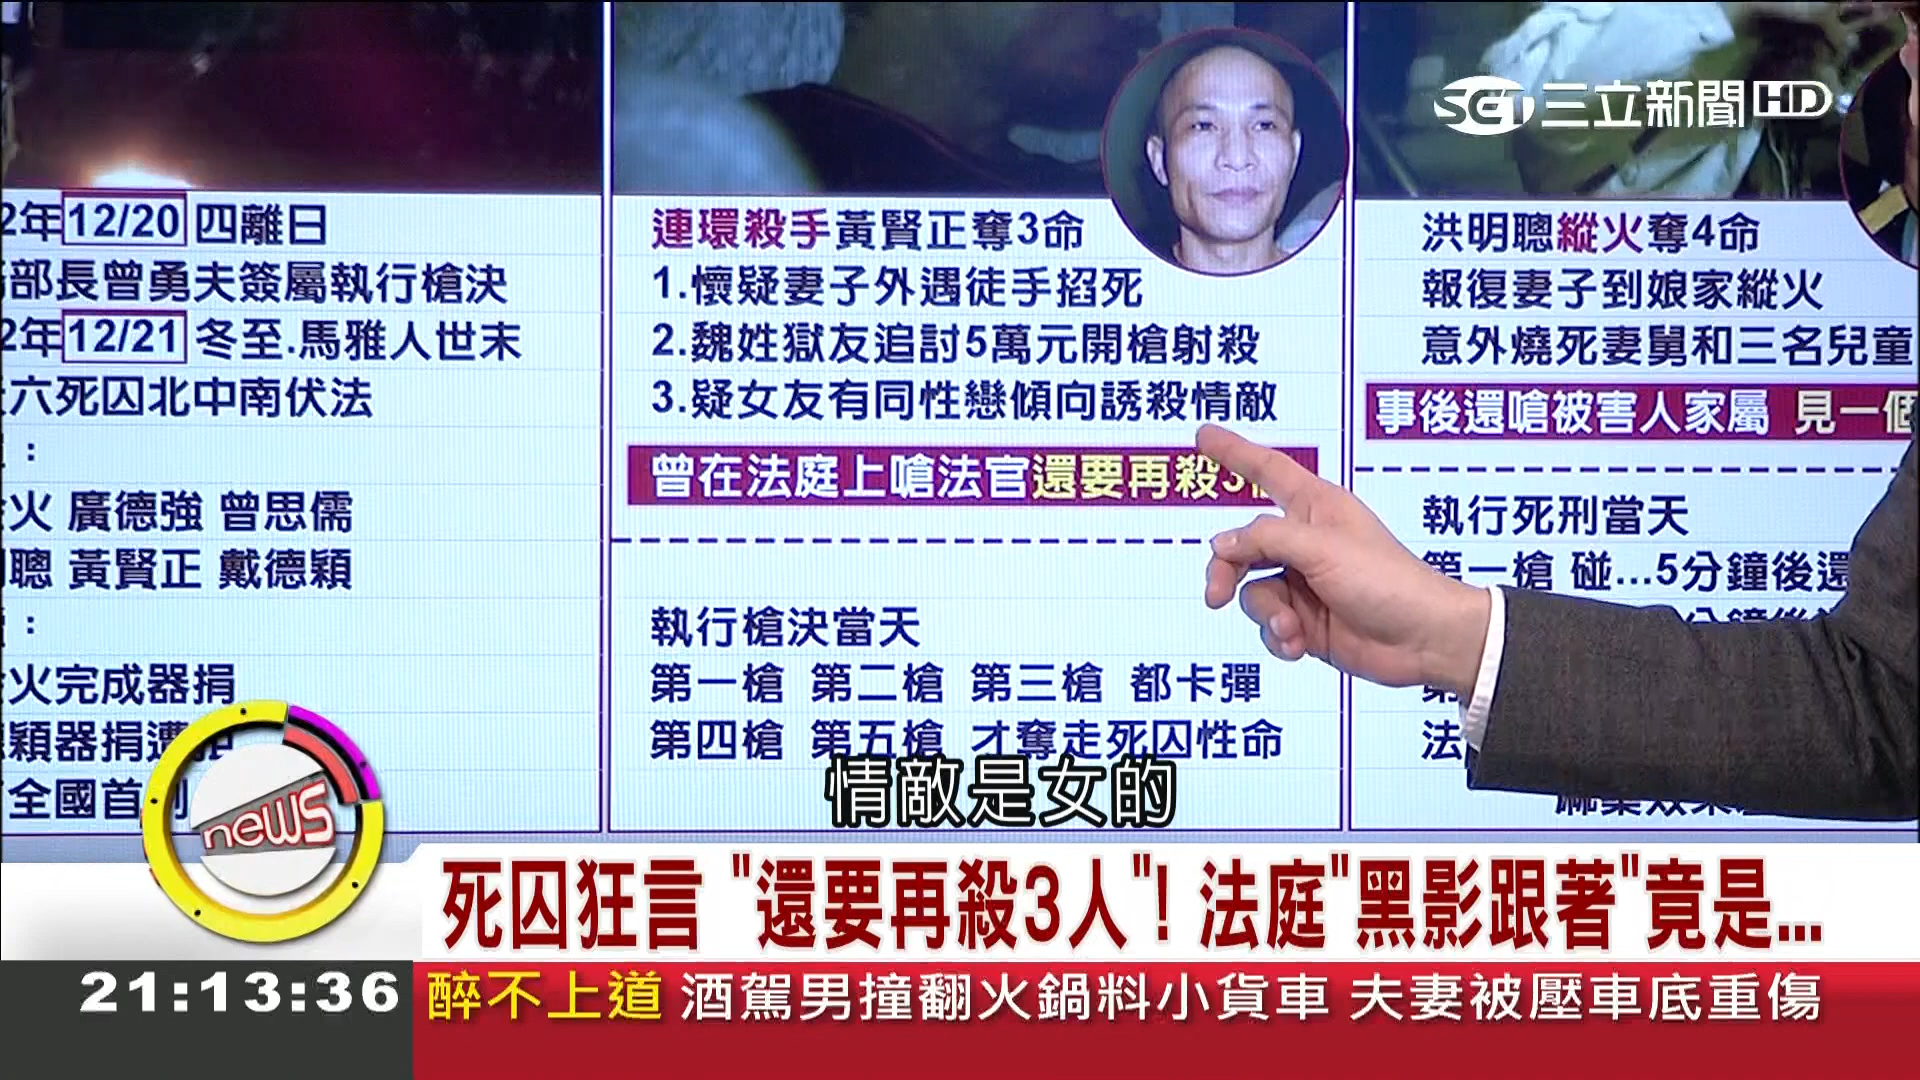 SET三立新聞HD
2年12/20 四離日
部長曾勇夫簽屬執行槍決
2年12/21 冬至.馬雅人世末
六死囚北中南伏法
：
火 廣德強 曾思儒
聰 黃賢正 戴德穎
：
火完成器捐
穎器捐遭
全國首
連環殺手黃賢正奪3命
1.懷疑妻子外遇徒手掐死
2.魏姓獄友追討5萬元開槍射殺
3.疑女友有同性戀傾向誘殺情敵
曾在法庭上嗆法官還要再殺3
執行槍決當天
第一槍 第二槍 第三槍 都卡彈
第四槍 第五槍 才奪走死囚性命
洪明聰縱火奪4命
報復妻子到娘家縱火
意外燒死妻舅和三名兒童
事後還嗆被害人家屬 見一個
執行死刑當天
第一槍 碰...5分鐘後還
分鐘後
第
法
情敵是女的
news
死囚狂言 "還要再殺3人"! 法庭"黑影跟著"竟是...
21:13:36 醉不上道 酒駕男撞翻火鍋料小貨車 夫妻被壓車底重傷